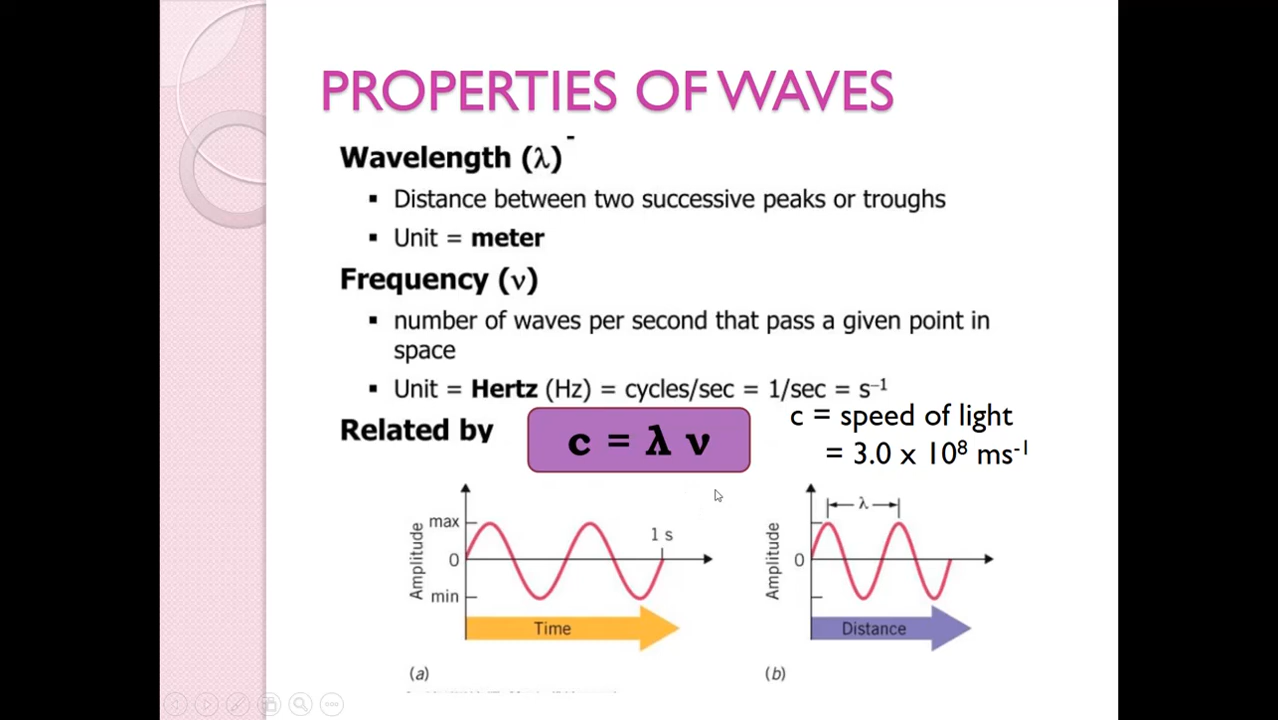 PROPERTIES OF WAVES
Wavelength (λ)
▪ Distance between two successive peaks or troughs
▪ Unit = meter
Frequency (ν)
▪ number of waves per second that pass a given point in
space
▪ Unit = Hertz (Hz) = cycles/sec = 1/sec = s⁻¹
Related by
c = λ ν
c = speed of light
= 3.0 x 10⁸ ms⁻¹
Amplitude
max
0
min
1 s
Time
(a)
Amplitude
0
λ
Distance
(b)